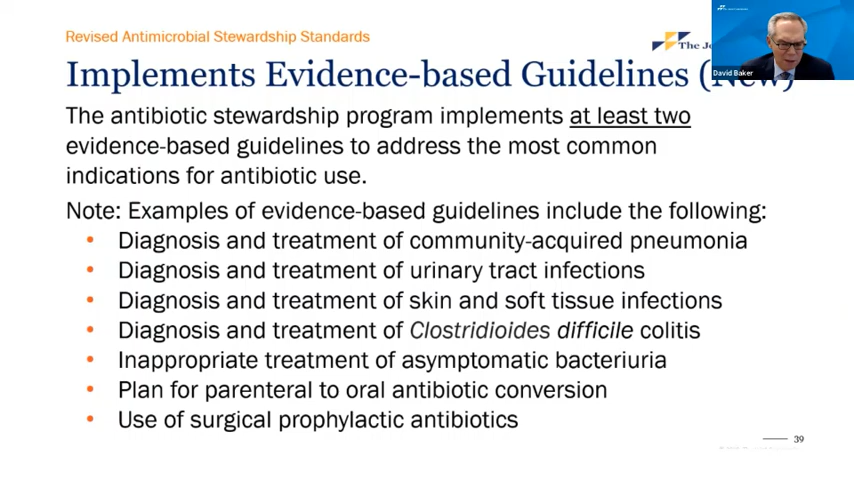 Revised Antimicrobial Stewardship Standards
The Jo
David Baker
Implements Evidence-based Guidelines (New)
The antibiotic stewardship program implements at least two
evidence-based guidelines to address the most common
indications for antibiotic use.
Note: Examples of evidence-based guidelines include the following:
• Diagnosis and treatment of community-acquired pneumonia
• Diagnosis and treatment of urinary tract infections
• Diagnosis and treatment of skin and soft tissue infections
• Diagnosis and treatment of Clostridioides difficile colitis
• Inappropriate treatment of asymptomatic bacteriuria
• Plan for parenteral to oral antibiotic conversion
• Use of surgical prophylactic antibiotics
39